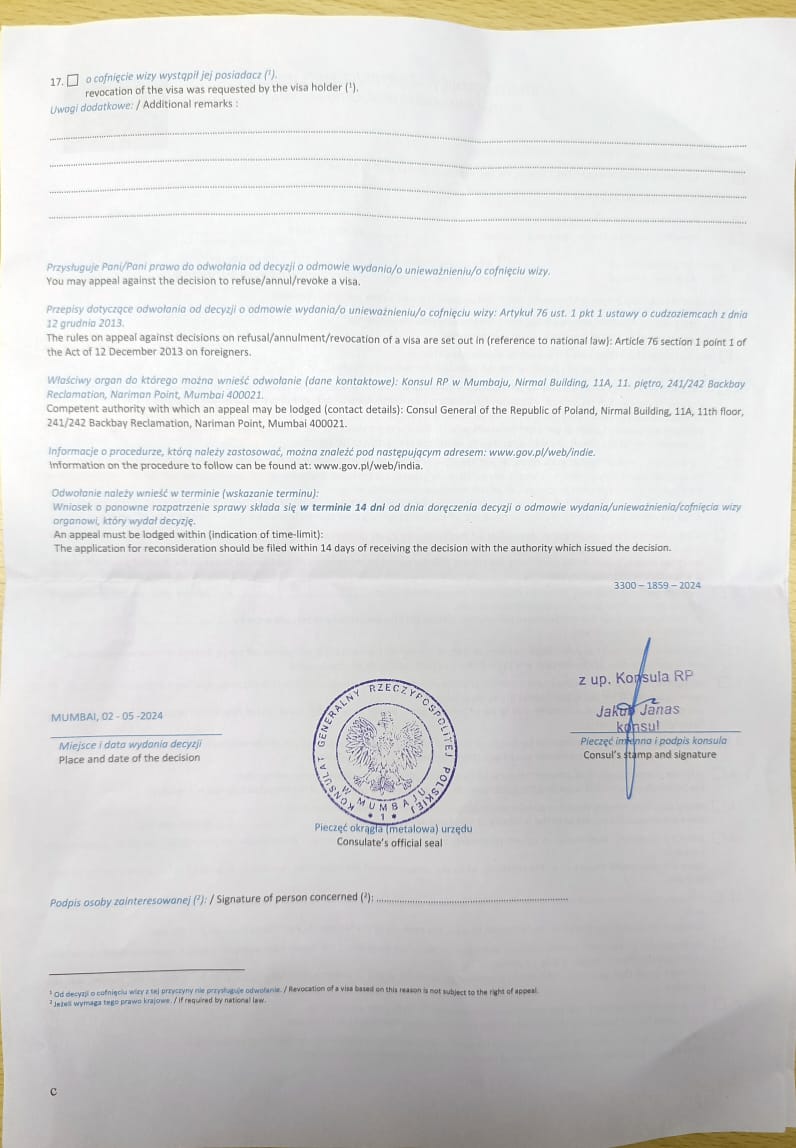 17. ☐ o cofnięcie wizy wystąpił jej posiadacz (¹).
revocation of the visa was requested by the visa holder (¹).
Uwagi dodatkowe: / Additional remarks :
Przysługuje Pani/Pani prawo do odwołania od decyzji o odmowie wydania/o unieważnieniu/o cofnięciu wizy.
You may appeal against the decision to refuse/annul/revoke a visa.
Przepisy dotyczące odwołania od decyzji o odmowie wydania/o unieważnieniu/o cofnięciu wizy: Artykuł 76 ust. 1 pkt 1 ustawy o cudzoziemcach z dnia
12 grudnia 2013.
The rules on appeal against decisions on refusal/annulment/revocation of a visa are set out in (reference to national law): Article 76 section 1 point 1 of
the Act of 12 December 2013 on foreigners.
Właściwy organ do którego można wnieść odwołanie (dane kontaktowe): Konsul RP w Mumbaju, Nirmal Building, 11A, 11. piętro, 241/242 Backbay
Reclamation, Nariman Point, Mumbai 400021.
Competent authority with which an appeal may be lodged (contact details): Consul General of the Republic of Poland, Nirmal Building, 11A, 11th floor,
241/242 Backbay Reclamation, Nariman Point, Mumbai 400021.
Informacje o procedurze, którą należy zastosować, można znaleźć pod następującym adresem: www.gov.pl/web/indie.
Information on the procedure to follow can be found at: www.gov.pl/web/india.
Odwołanie należy wnieść w terminie (wskazanie terminu):
Wniosek o ponowne rozpatrzenie sprawy składa się w terminie 14 dni od dnia doręczenia decyzji o odmowie wydania/unieważnienia/cofnięcia wizy
organowi, który wydał decyzję.
An appeal must be lodged within (indication of time-limit):
The application for reconsideration should be filed within 14 days of receiving the decision with the authority which issued the decision.
3300 – 1859 – 2024
z up. Konsula RP
Jakub Janas
konsul
MUMBAI, 02 - 05 -2024
Miejsce i data wydania decyzji
Place and date of the decision
KONSULAT GENERALNY RZECZYPOSPOLITEJ POLSKIEJ
W MUMBAJU
* 1 *
Pieczęć okrągła (metalowa) urzędu
Consulate's official seal
Pieczęć imienna i podpis konsula
Consul's stamp and signature
Podpis osoby zainteresowanej (²): / Signature of person concerned (²):
¹ Od decyzji o cofnięciu wizy z tej przyczyny nie przysługuje odwołanie. / Revocation of a visa based on this reason is not subject to the right of appeal.
² Jeżeli wymaga tego prawo krajowe. / If required by national law.
C